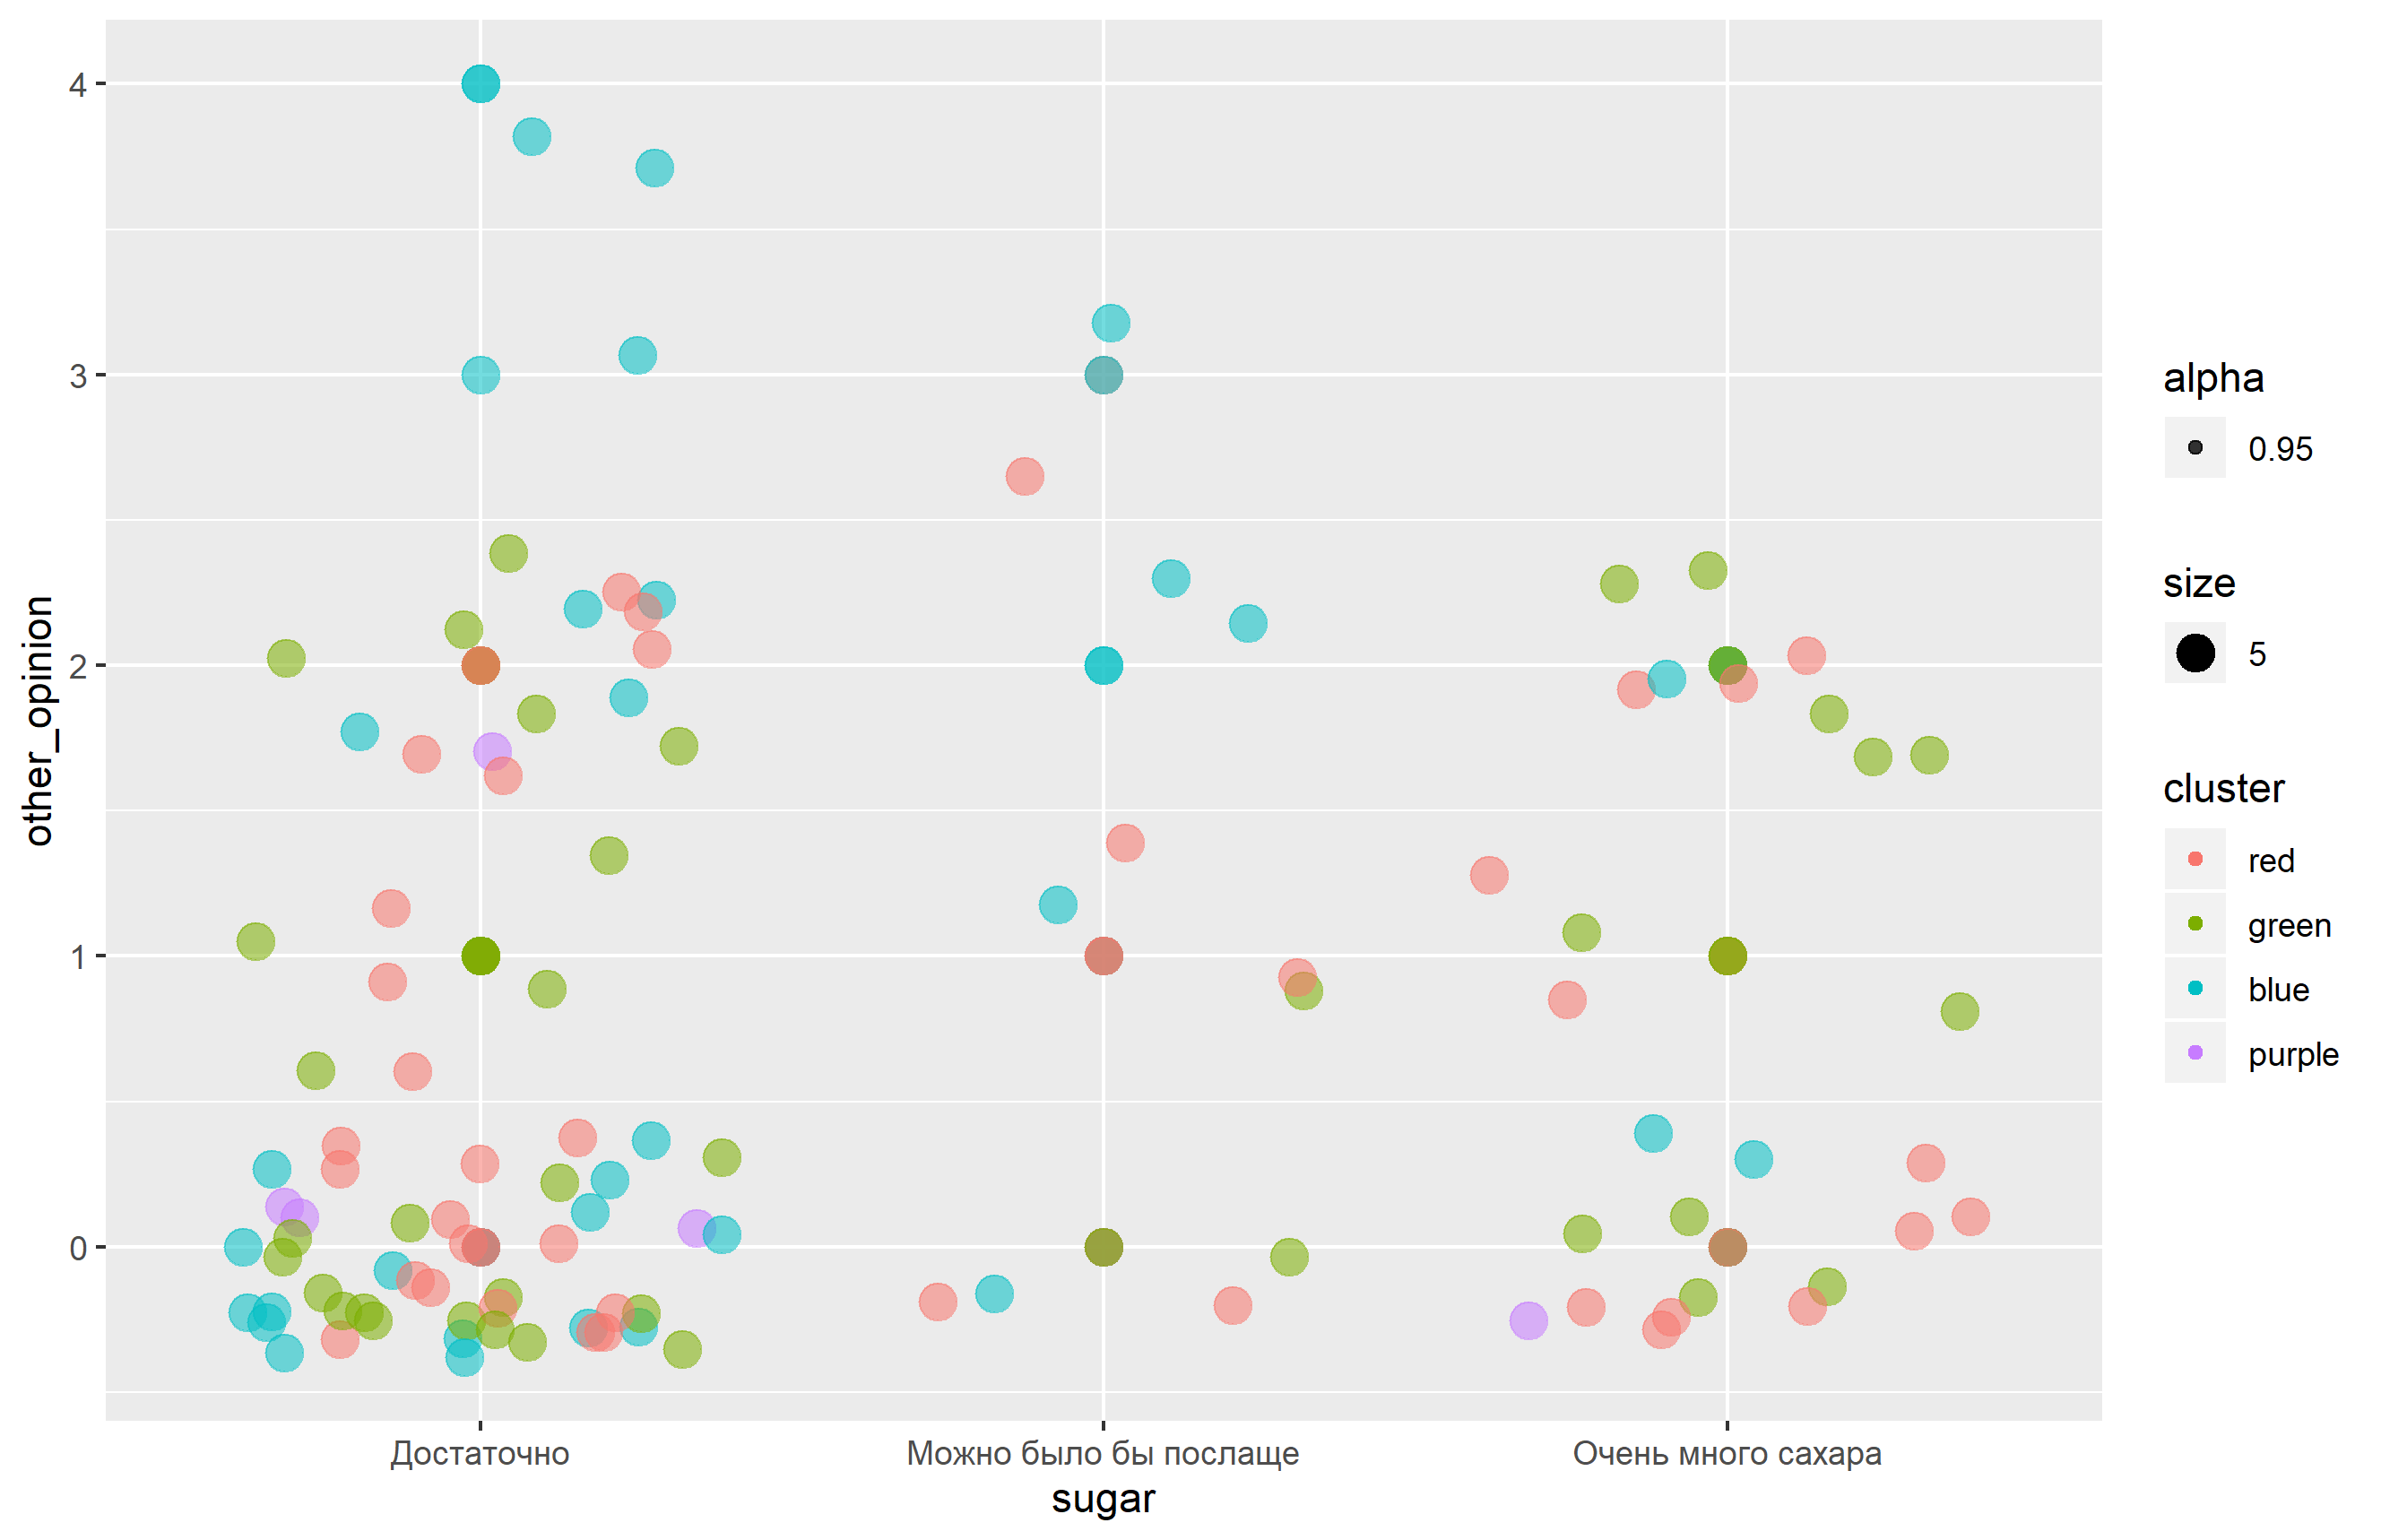 other_opinion
4
3
2
1
0
Достаточно
Можно было бы послаще
Очень много сахара
sugar
alpha
0.95
size
5
cluster
red
green
blue
purple